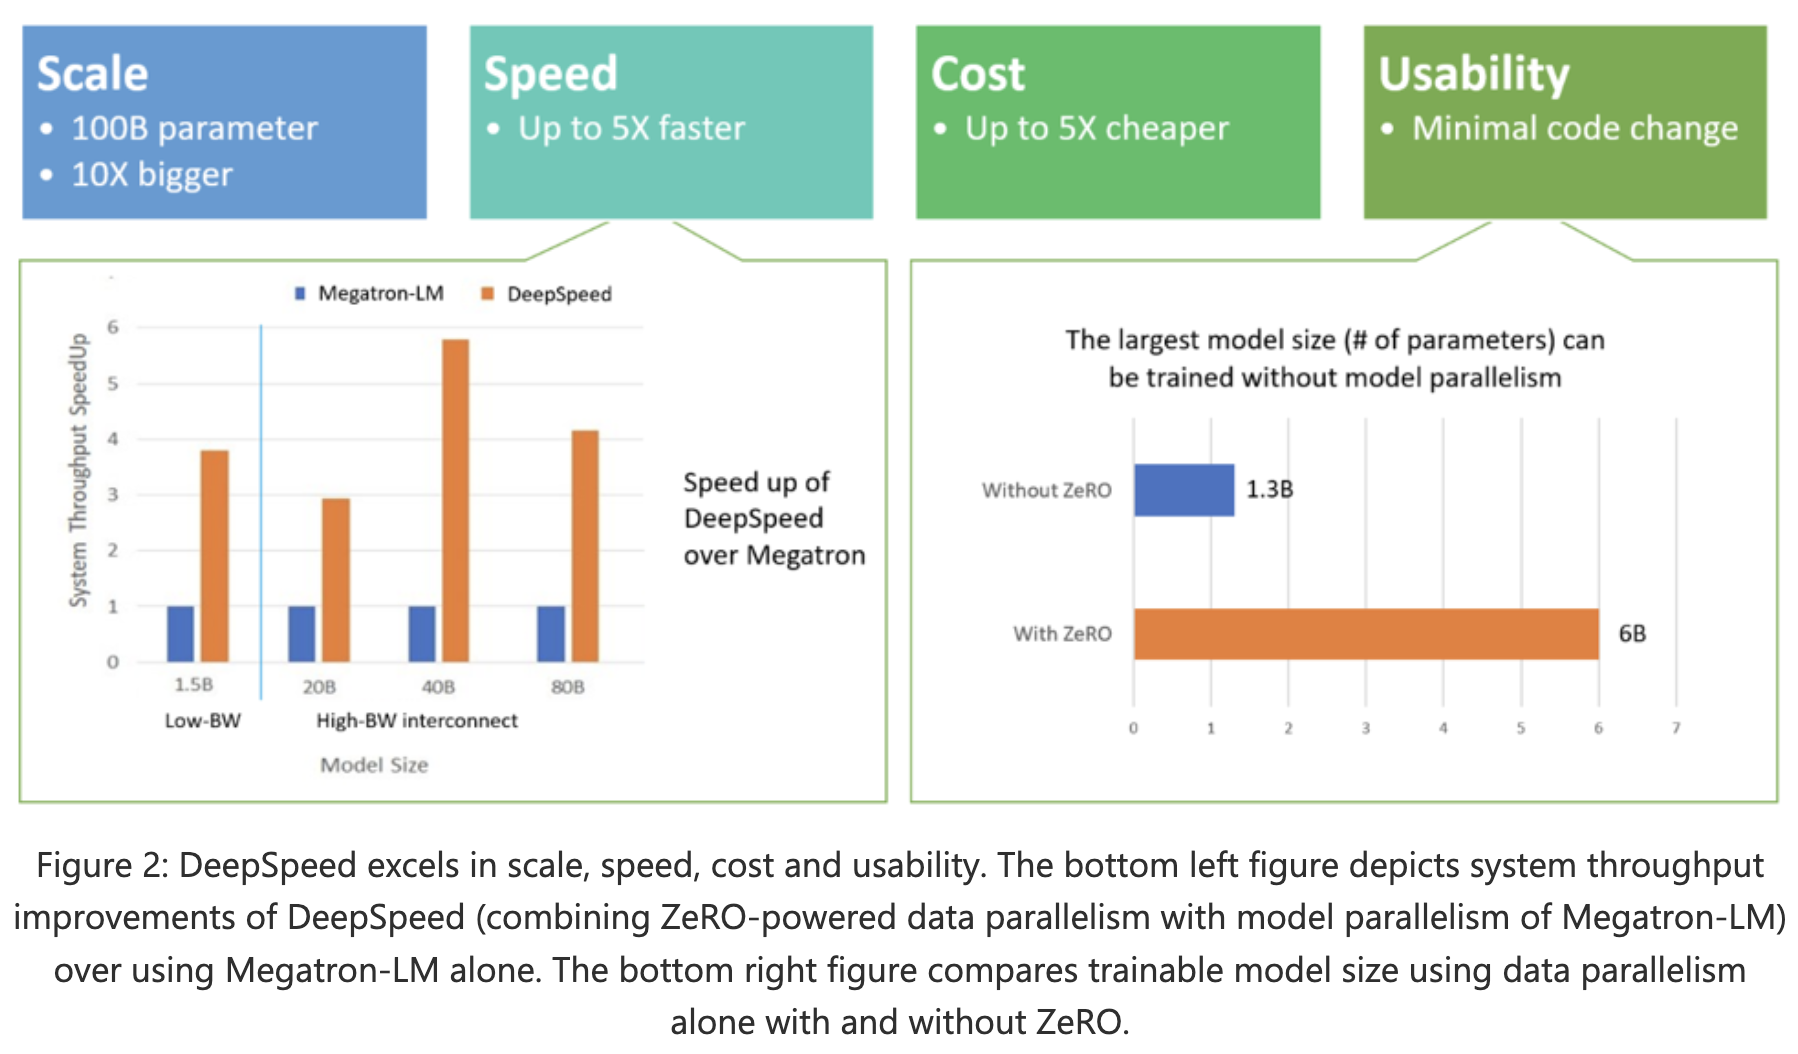 Scale
• 100B parameter
• 10X bigger
Speed
• Up to 5X faster
Cost
• Up to 5X cheaper
Usability
• Minimal code change
Megatron-LM DeepSpeed
System Throughput SpeedUp
6
5
4
3
2
1
0
1.5B 20B 40B 80B
Low-BW High-BW interconnect
Model Size
Speed up of
DeepSpeed
over Megatron
The largest model size (# of parameters) can
be trained without model parallelism
Without ZeRO 1.3B
With ZeRO 6B
0 1 2 3 4 5 6 7
Figure 2: DeepSpeed excels in scale, speed, cost and usability. The bottom left figure depicts system throughput
improvements of DeepSpeed (combining ZeRO-powered data parallelism with model parallelism of Megatron-LM)
over using Megatron-LM alone. The bottom right figure compares trainable model size using data parallelism
alone with and without ZeRO.